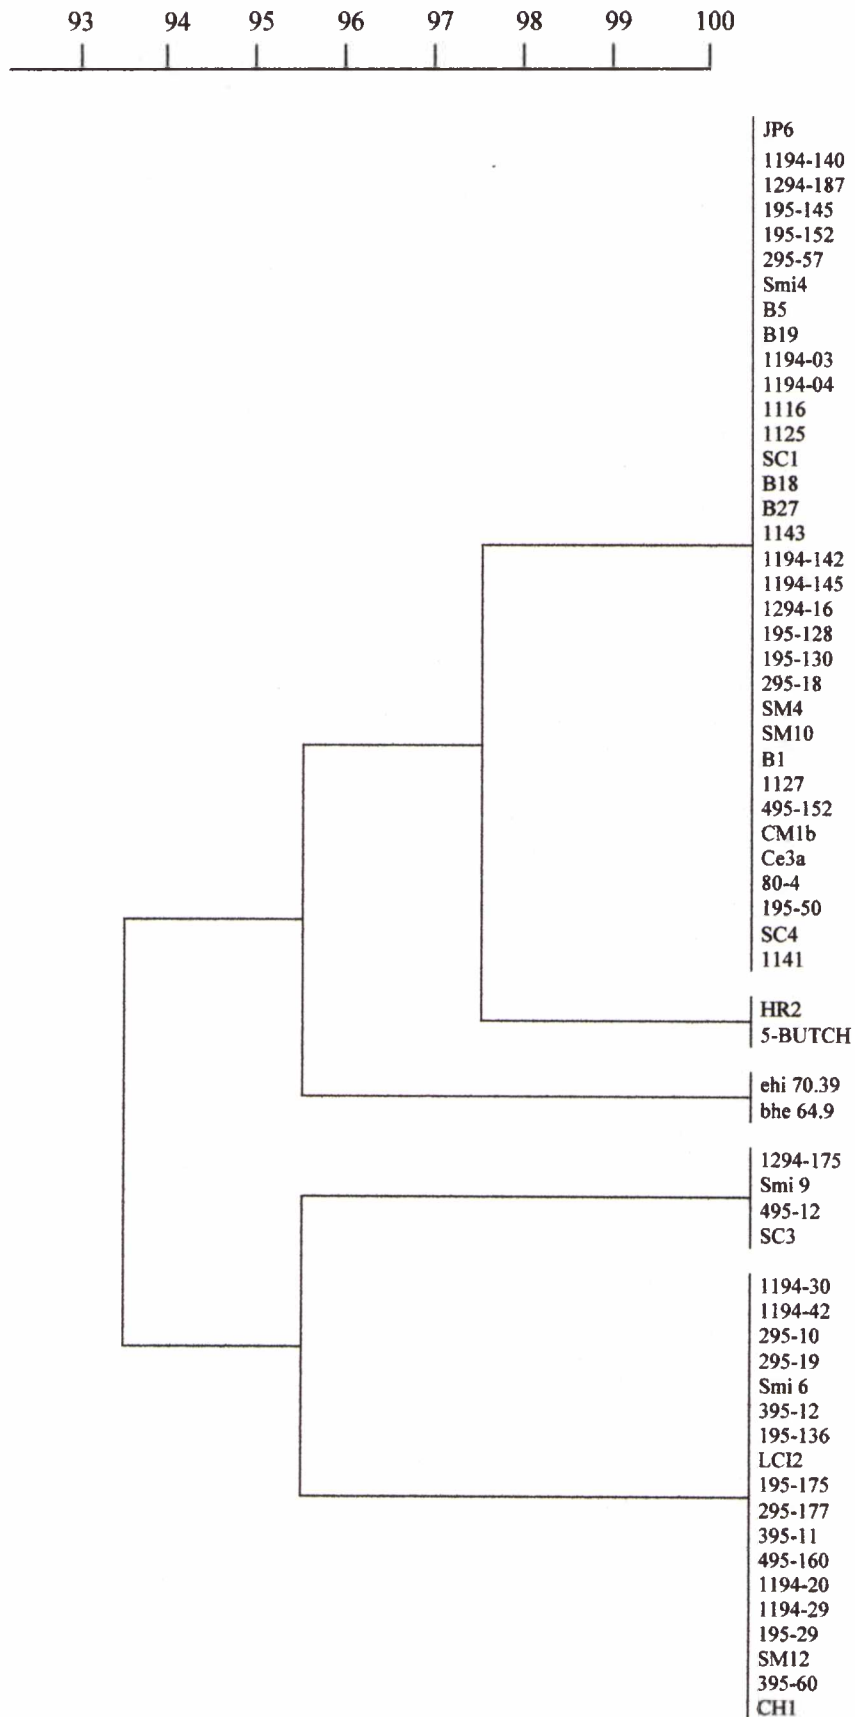 93 94 95 96 97 98 99 100
JP6
1194-140
1294-187
195-145
195-152
295-57
Smi4
B5
B19
1194-03
1194-04
1116
1125
SC1
B18
B27
1143
1194-142
1194-145
1294-16
195-128
195-130
295-18
SM4
SM10
B1
1127
495-152
CM1b
Ce3a
80-4
195-50
SC4
1141
HR2
5-BUTCH
ehi 70.39
bhe 64.9
1294-175
Smi 9
495-12
SC3
1194-30
1194-42
295-10
295-19
Smi 6
395-12
195-136
LCI2
195-175
295-177
395-11
495-160
1194-20
1194-29
195-29
SM12
395-60
CH1